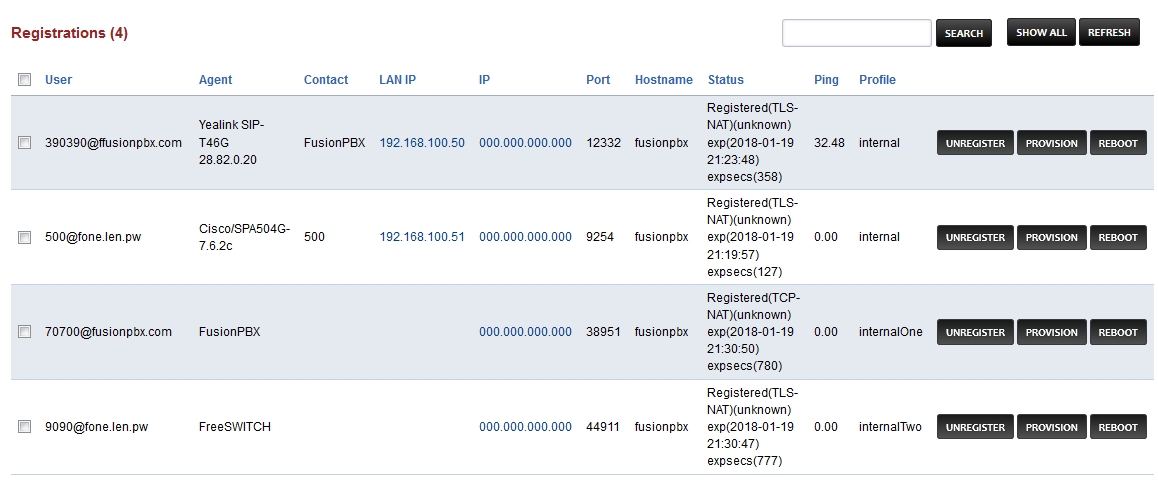 Registrations (4)
SEARCH
SHOW ALL
REFRESH
User Agent Contact LAN IP IP Port Hostname Status Ping Profile
390390@ffusionpbx.com
Yealink SIP-
T46G
28.82.0.20
FusionPBX 192.168.100.50 000.000.000.000 12332 fusionpbx
Registered(TLS-
NAT)(unknown)
exp(2018-01-19
21:23:48)
expsecs(358)
32.48 internal UNREGISTER PROVISION REBOOT
500@fone.len.pw
Cisco/SPA504G-
7.6.2c
500 192.168.100.51 000.000.000.000 9254 fusionpbx
Registered(TLS-
NAT)(unknown)
exp(2018-01-19
21:19:57)
expsecs(127)
0.00 internal UNREGISTER PROVISION REBOOT
70700@fusionpbx.com FusionPBX 000.000.000.000 38951 fusionpbx
Registered(TCP-
NAT)(unknown)
exp(2018-01-19
21:30:50)
expsecs(780)
0.00 internalOne UNREGISTER PROVISION REBOOT
9090@fone.len.pw FreeSWITCH 000.000.000.000 44911 fusionpbx
Registered(TLS-
NAT)(unknown)
exp(2018-01-19
21:30:47)
expsecs(777)
0.00 internalTwo UNREGISTER PROVISION REBOOT